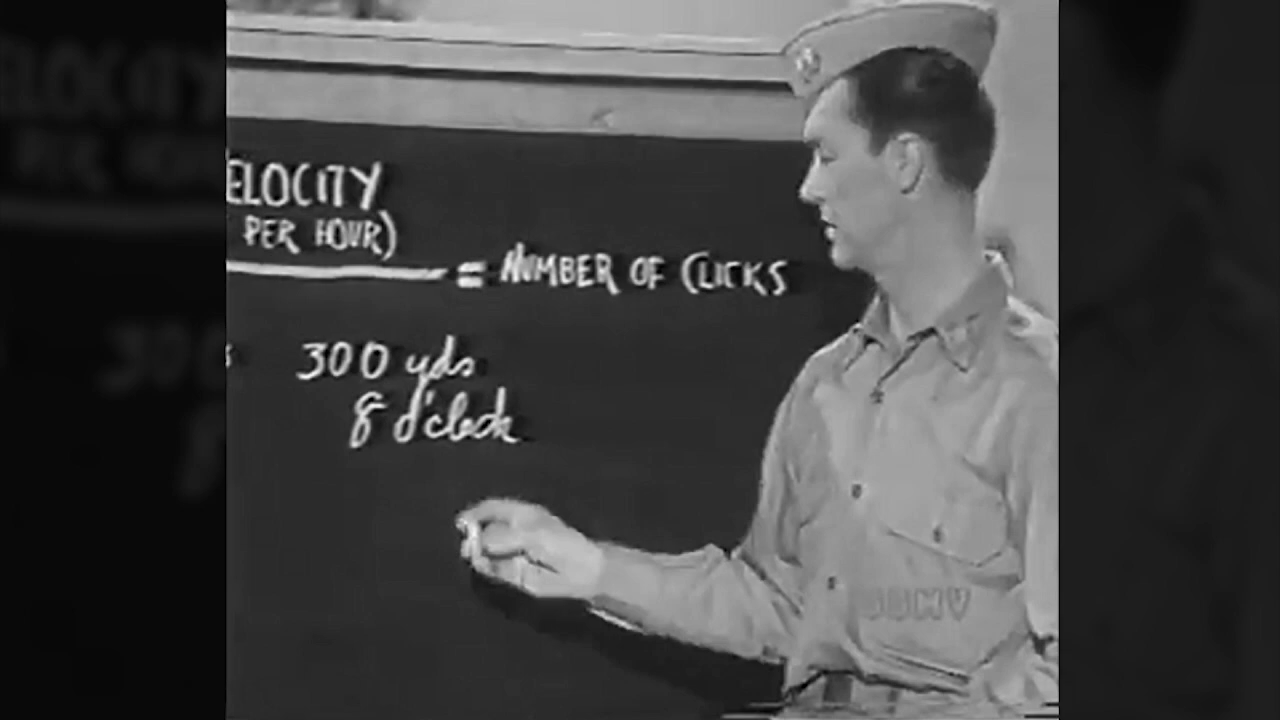 ELOCITY
PER HOUR)
= NUMBER OF CLICKS
300 yds
8 o'clock